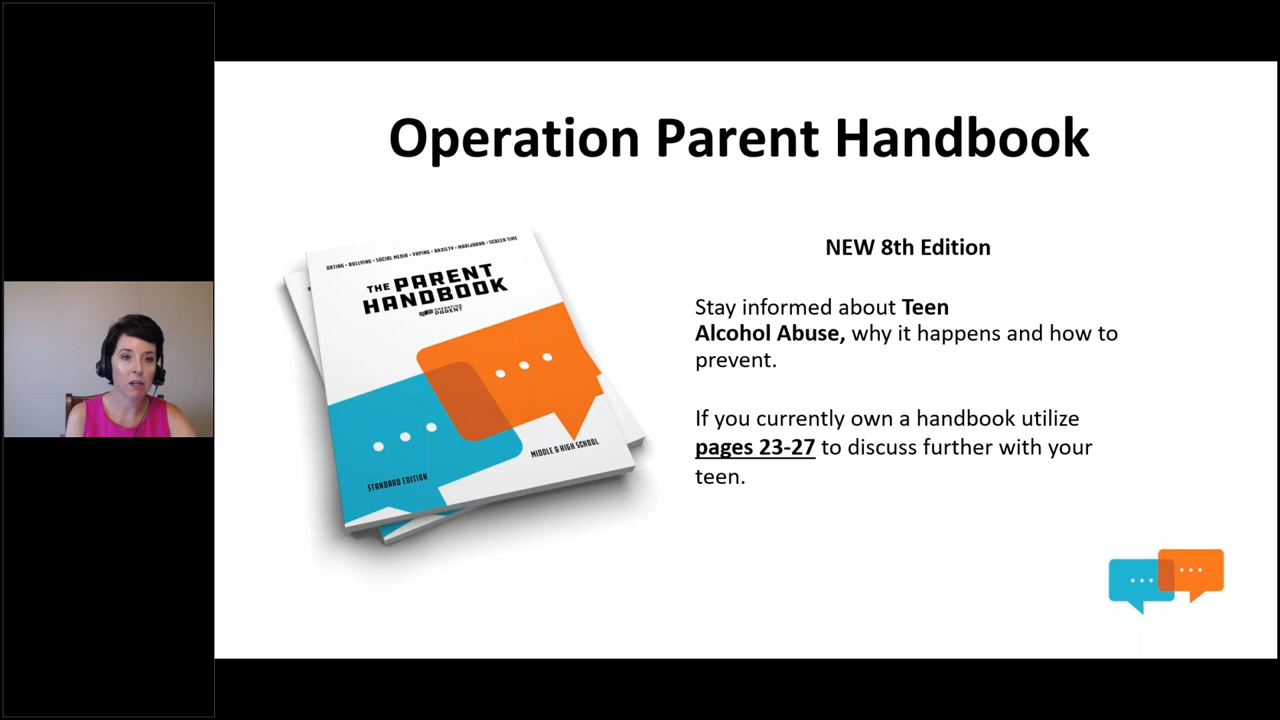 Operation Parent Handbook
DATING • BULLYING • SOCIAL MEDIA • VAPING • ANXIETY • MARIJUANA • SCREEN TIME
THE PARENT
HANDBOOK
OPERATION
PARENT
STANDARD EDITION
MIDDLE & HIGH SCHOOL
NEW 8th Edition
Stay informed about Teen
Alcohol Abuse, why it happens and how to
prevent.
If you currently own a handbook utilize
pages 23-27 to discuss further with your
teen.